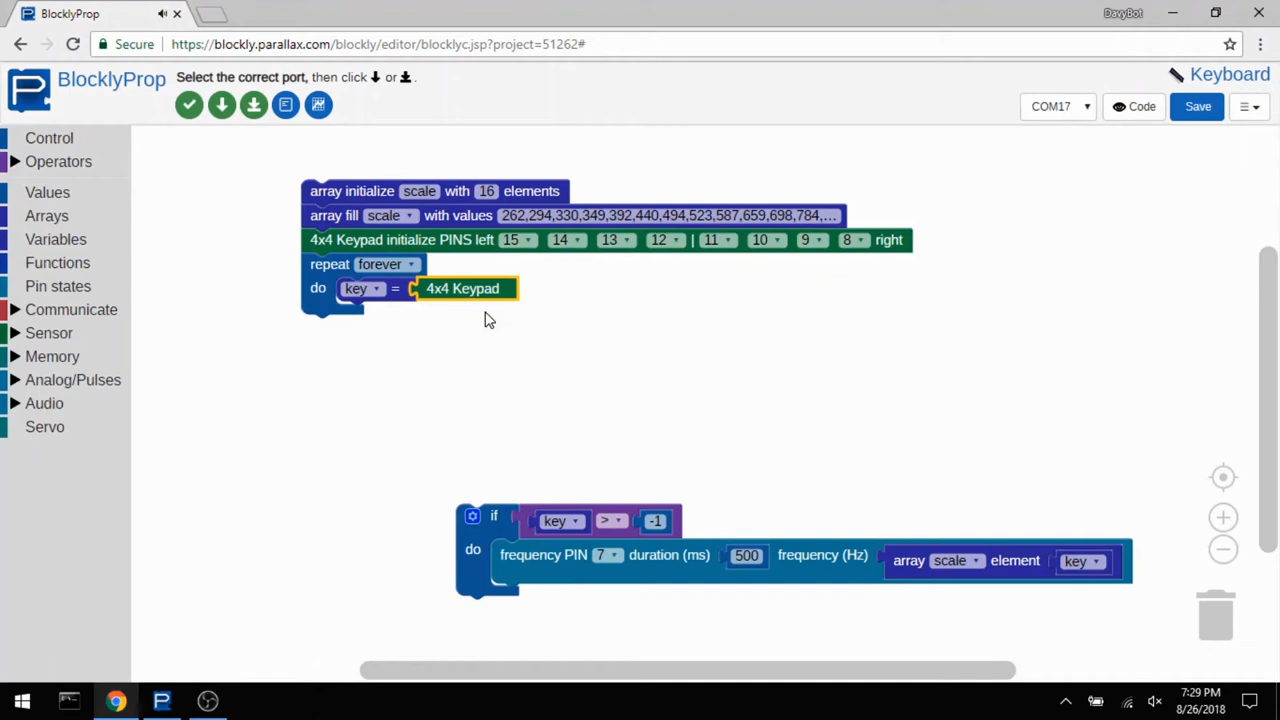 BlocklyProp
DavyBot
Secure https://blockly.parallax.com/blockly/editor/blocklyc.jsp?project=51262#
BlocklyProp
Select the correct port, then click or .
Keyboard
COM17 Code Save
Control
Operators
Values
Arrays
Variables
Functions
Pin states
Communicate
Sensor
Memory
Analog/Pulses
Audio
Servo
array initialize scale with 16 elements
array fill scale with values 262,294,330,349,392,440,494,523,587,659,698,784,...
4x4 Keypad initialize PINS left 15 14 13 12 | 11 10 9 8 right
repeat forever
do key = 4x4 Keypad
if key > -1
do frequency PIN 7 duration (ms) 500 frequency (Hz) array scale element key
7:29 PM
8/26/2018